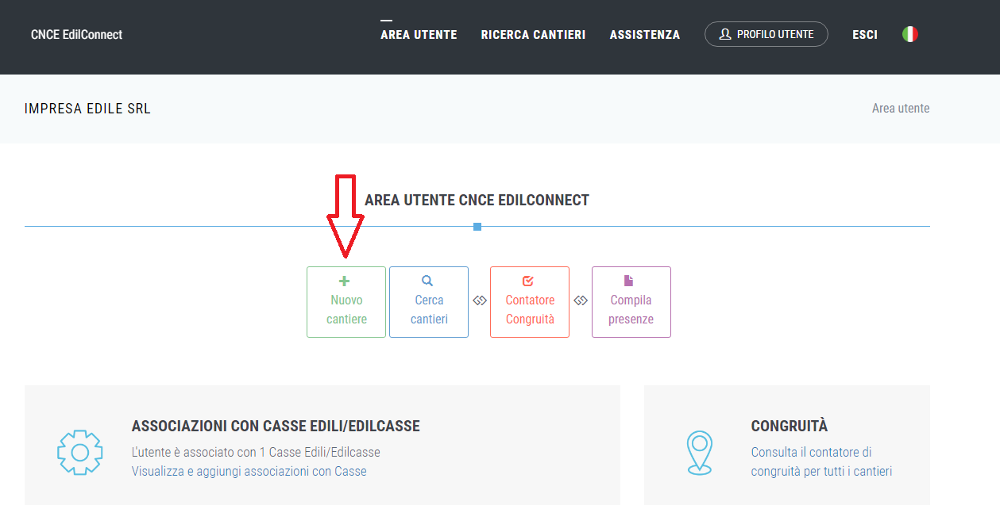 CNCE EdilConnect
AREA UTENTE
RICERCA CANTIERI
ASSISTENZA
PROFILO UTENTE
ESCI
IMPRESA EDILE SRL
Area utente
AREA UTENTE CNCE EDILCONNECT
Nuovo
cantiere
Cerca
cantieri
Contatore
Congruità
Compila
presenze
ASSOCIAZIONI CON CASSE EDILI/EDILCASSE
L'utente è associato con 1 Casse Edili/Edilcasse
Visualizza e aggiungi associazioni con Casse
CONGRUITÀ
Consulta il contatore di
congruità per tutti i cantieri